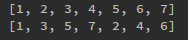 [1, 2, 3, 4, 5, 6, 7]
[1, 3, 5, 7, 2, 4, 6]